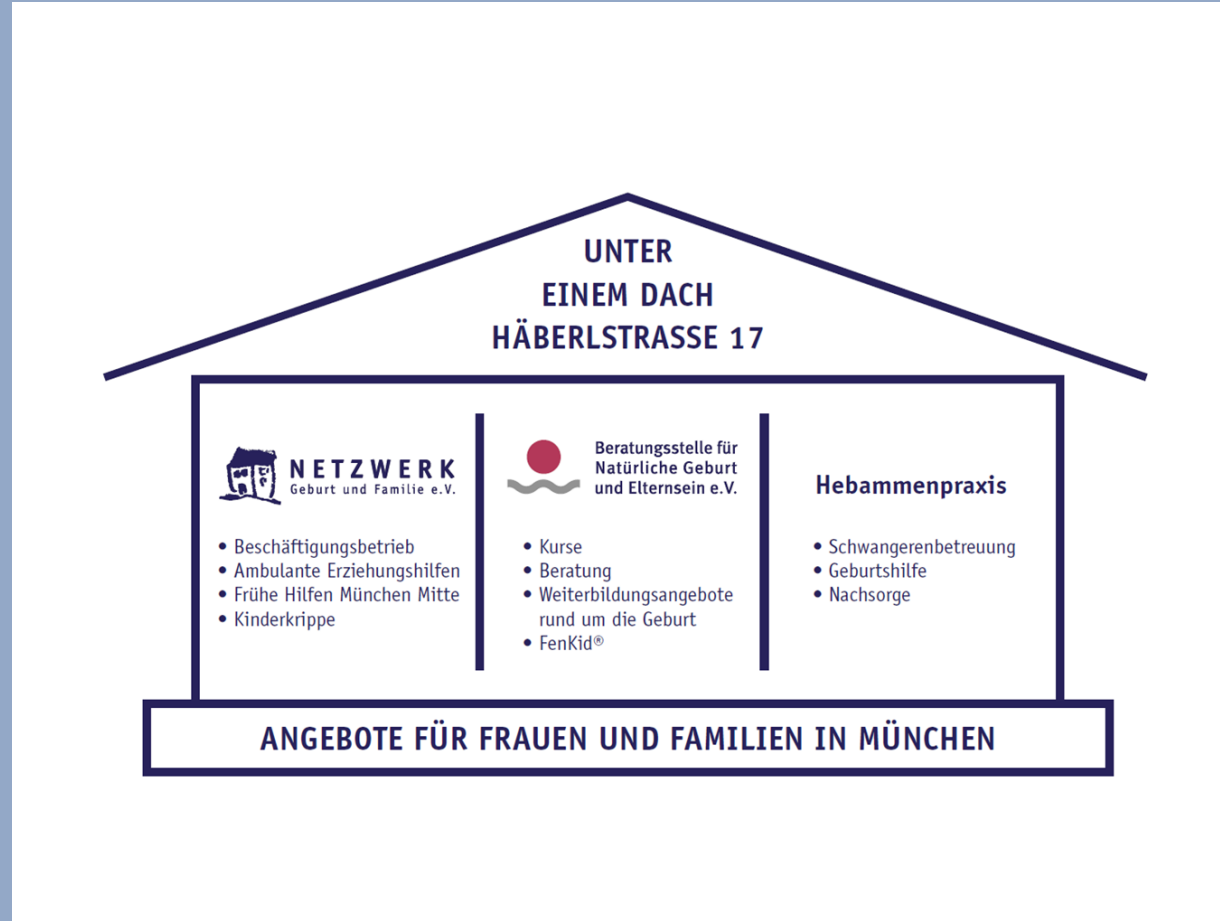 UNTER
EINEM DACH
HÄBERLSTRASSE 17
NETZWERK
Geburt und Familie e.V.
• Beschäftigungsbetrieb
• Ambulante Erziehungshilfen
• Frühe Hilfen München Mitte
• Kinderkrippe
Beratungsstelle für
Natürliche Geburt
und Elternsein e.V.
• Kurse
• Beratung
• Weiterbildungsangebote
rund um die Geburt
• FenKid®
Hebammenpraxis
• Schwangerenbetreuung
• Geburtshilfe
• Nachsorge
ANGEBOTE FÜR FRAUEN UND FAMILIEN IN MÜNCHEN